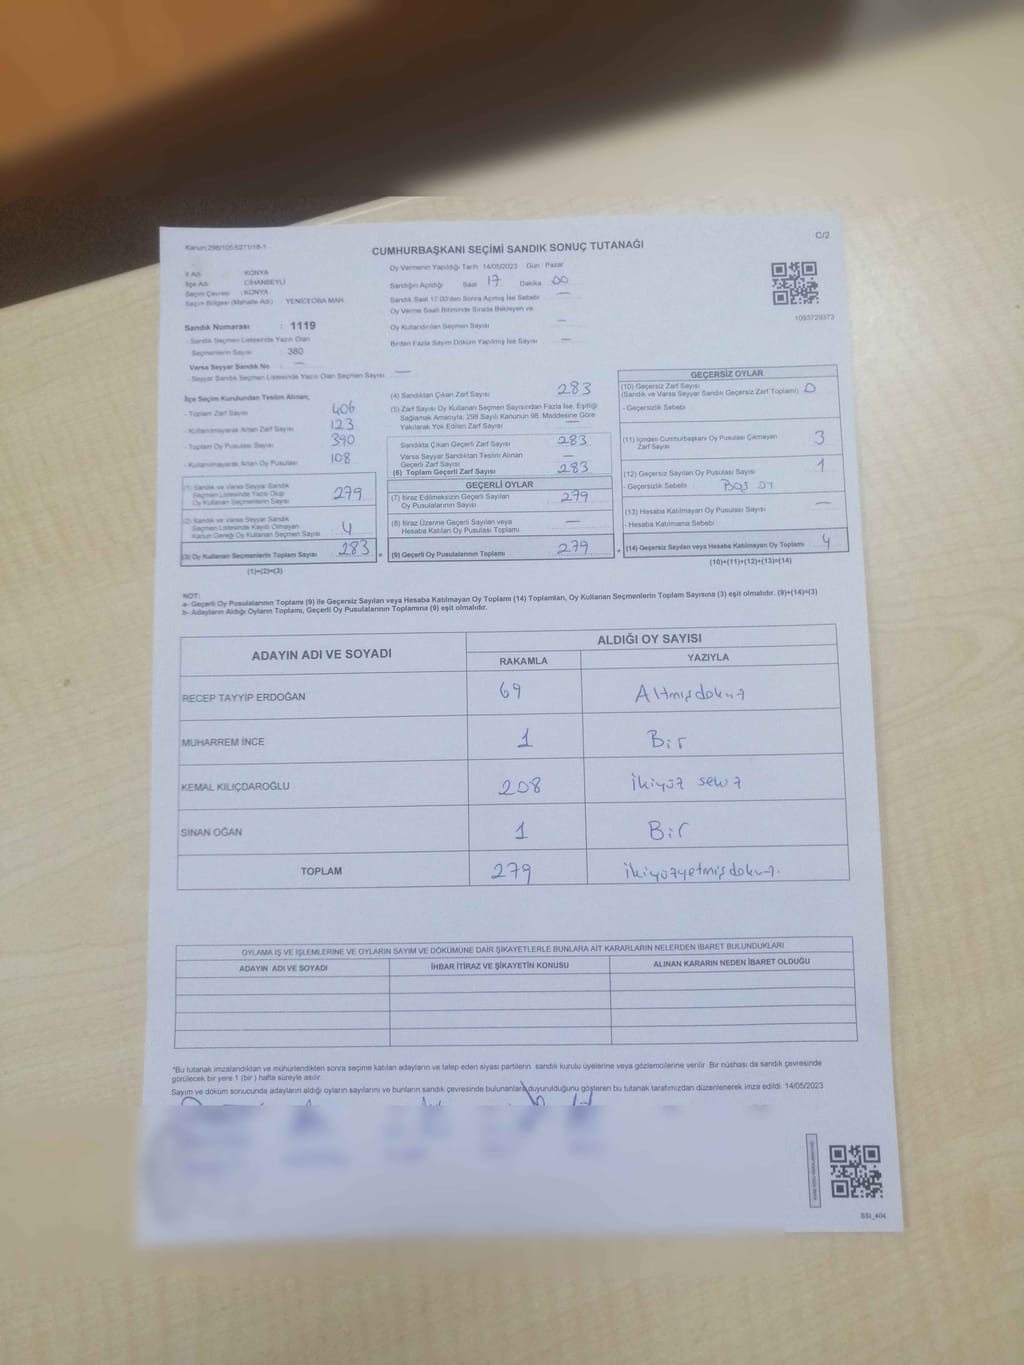 Kanun:298/105 6271/18-1
C/2
CUMHURBAŞKANI SEÇİMİ SANDIK SONUÇ TUTANAĞI
İl Adı : KONYA
İlçe Adı : CİHANBEYLİ
Seçim Çevresi : KONYA
Seçim Bölgesi (Mahalle Adı) : YENİCEOBA MAH.
Oy Vermenin Yapıldığı Tarih 14/05/2023 Gün Pazar
Sandığın Açıldığı Saat 17 Dakika 00
Sandık Saat 17:00'den Sonra Açılmış İse Sebebi —
Oy Verme Saati Bitiminde Sırada Bekleyen ve
Oy Kullandırılan Seçmen Sayısı —
Birden Fazla Sayım Döküm Yapılmış İse Sayısı —
1093729373
Sandık Numarası : 1119
- Sandık Seçmen Listesinde Yazılı Olan
Seçmenlerin Sayısı 380
Varsa Seyyar Sandık No —
- Seyyar Sandık Seçmen Listesinde Yazılı Olan Seçmen Sayısı —
İlçe Seçim Kurulundan Teslim Alınan;
- Toplam Zarf Sayısı 406
- Kullanılmayarak Artan Zarf Sayısı 123
- Toplam Oy Pusulası Sayısı 390
- Kullanılmayarak Artan Oy Pusulası 108
(1) Sandık ve Varsa Seyyar Sandık
Seçmen Listesinde Yazılı Olup
Oy Kullanan Seçmenlerin Sayısı 279
(2) Sandık ve Varsa Seyyar Sandık
Seçmen Listesinde Kayıtlı Olmayan
Kanun Gereği Oy Kullanan Seçmen Sayısı 4
(3) Oy Kullanan Seçmenlerin Toplam Sayısı 283 =
(1)+(2)=(3)
(4) Sandıktan Çıkan Zarf Sayısı 283
(5) Zarf Sayısı Oy Kullanan Seçmen Sayısından Fazla İse, Eşitliği
Sağlamak Amacıyla, 298 Sayılı Kanunun 98. Maddesine Göre
Yakılarak Yok Edilen Zarf Sayısı —
Sandıkta Çıkan Geçerli Zarf Sayısı 283
Varsa Seyyar Sandıktan Teslim Alınan
Geçerli Zarf Sayısı —
(6) Toplam Geçerli Zarf Sayısı 283
GEÇERLİ OYLAR
(7) İtiraz Edilmeksizin Geçerli Sayılan
Oy Pusulası Sayısı 279
(8) İtiraz Üzerine Geçerli Sayılan veya
Hesaba Katılan Oy Pusulası Toplamı —
(9) Geçerli Oy Pusulalarının Toplamı 279 +
GEÇERSİZ OYLAR
(10) Geçersiz Zarf Sayısı
(Sandık ve Varsa Seyyar Sandık Geçersiz Zarf Toplamı) 0
- Geçersizlik Sebebi
(11) İçinden Cumhurbaşkanı Oy Pusulası Çıkmayan
Zarf Sayısı 3
(12) Geçersiz Sayılan Oy Pusulası Sayısı 1
- Geçersizlik Sebebi
(13) Hesaba Katılmayan Oy Pusulası Sayısı —
- Hesaba Katılmama Sebebi
(14) Geçersiz Sayılan veya Hesaba Katılmayan Oy Toplamı 4
(10)+(11)+(12)+(13)=(14)
NOT:
a- Geçerli Oy Pusulalarının Toplamı (9) ile Geçersiz Sayılan veya Hesaba Katılmayan Oy Toplamı (14) Toplamları, Oy Kullanan Seçmenlerin Toplam Sayısına (3) eşit olmalıdır. (9)+(14)=(3)
b- Adayların Aldığı Oyların Toplamı, Geçerli Oy Pusulalarının Toplamına (9) eşit olmalıdır.
ADAYIN ADI VE SOYADI
ALDIĞI OY SAYISI
RAKAMLA YAZIYLA
RECEP TAYYİP ERDOĞAN 69 Altmışdokuz
MUHARREM İNCE 1 Bir
KEMAL KILIÇDAROĞLU 208 İkiyüz sekiz
SİNAN OĞAN 1 Bir
TOPLAM 279 İkiyüzyetmişdokuz.
OYLAMA İŞ VE İŞLEMLERİNE VE OYLARIN SAYIM VE DÖKÜMÜNE DAİR ŞİKAYETLERLE BUNLARA AİT KARARLARIN NELERDEN İBARET BULUNDUKLARI
ADAYIN ADI VE SOYADI İHBAR İTİRAZ VE ŞİKAYETİN KONUSU ALINAN KARARIN NEDEN İBARET OLDUĞU
*Bu tutanak imzalandıktan ve mühürlendikten sonra seçime katılan adayların ve talep eden siyasi partilerin sandık kurulu üyelerine veya gözlemcilerine verilir. Bir nüshası da sandık çevresinde
görülecek bir yere 1 (bir) hafta süreyle asılır.
Sayım ve döküm sonucunda adayların aldığı oyların sayılarını ve bunların sandık çevresinde bulunanlara duyurulduğunu gösteren bu tutanak tarafımızdan düzenlenerek imza edildi. 14/05/2023
SSİ_404